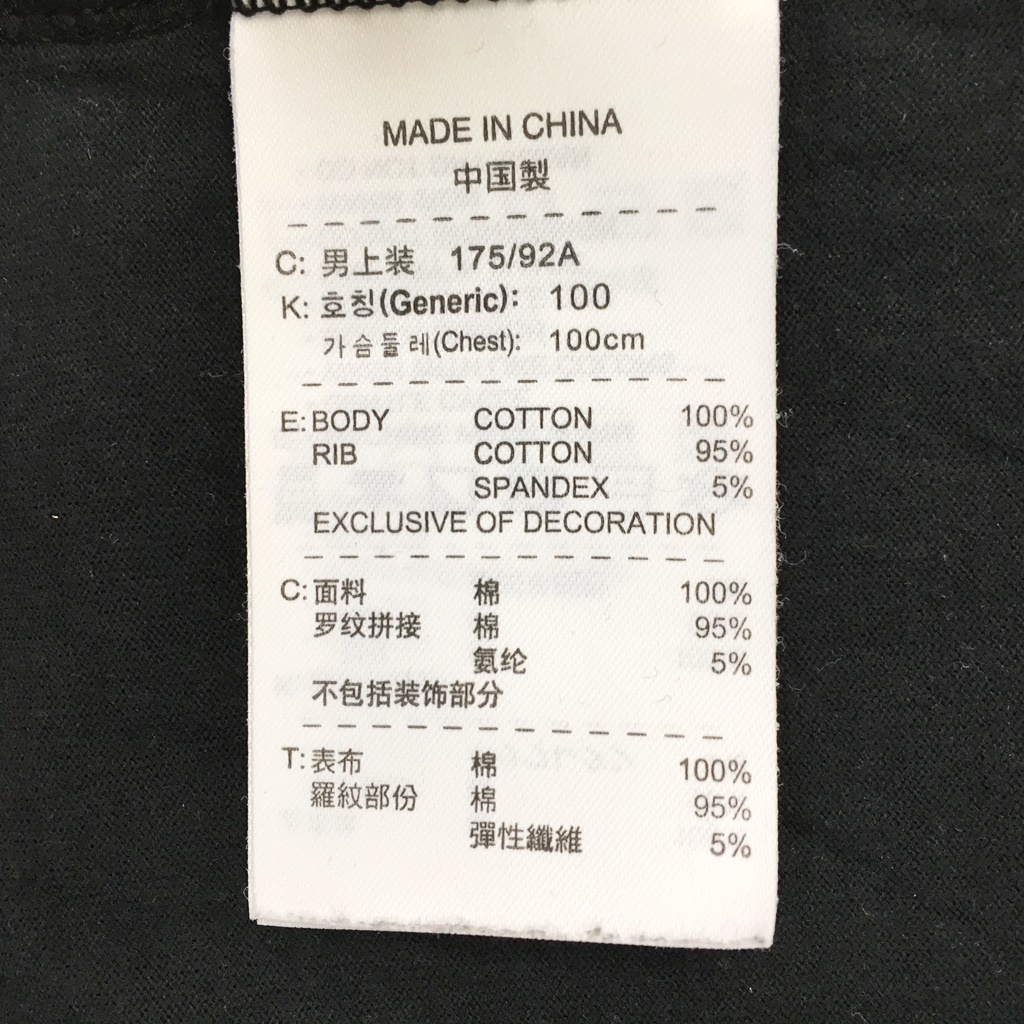 MADE IN CHINA
中国製
C: 男上装 175/92A
K: 호칭(Generic): 100
가슴둘레(Chest): 100cm
E: BODY COTTON 100%
RIB COTTON 95%
SPANDEX 5%
EXCLUSIVE OF DECORATION
C: 面料 棉 100%
罗纹拼接 棉 95%
氨纶 5%
不包括装饰部分
T: 表布 棉 100%
羅紋部份 棉 95%
彈性纖維 5%